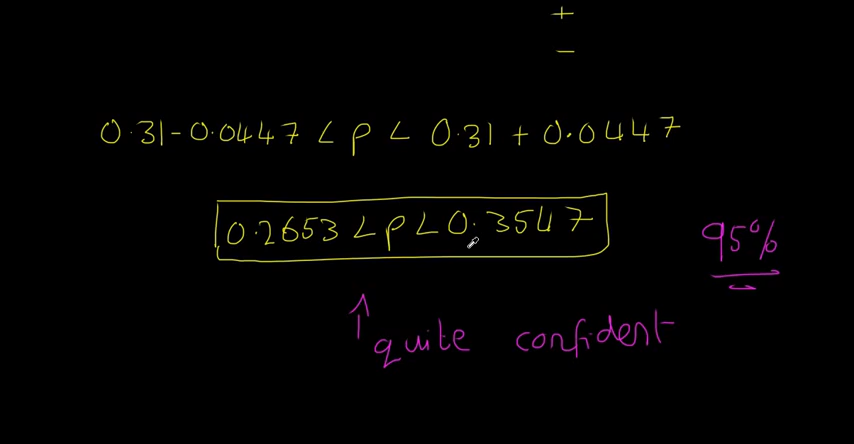 +
−
0.31-0.0447 < p < 0.31 + 0.0447
0.2653 < p < 0.3547
95%
↑ quite confident